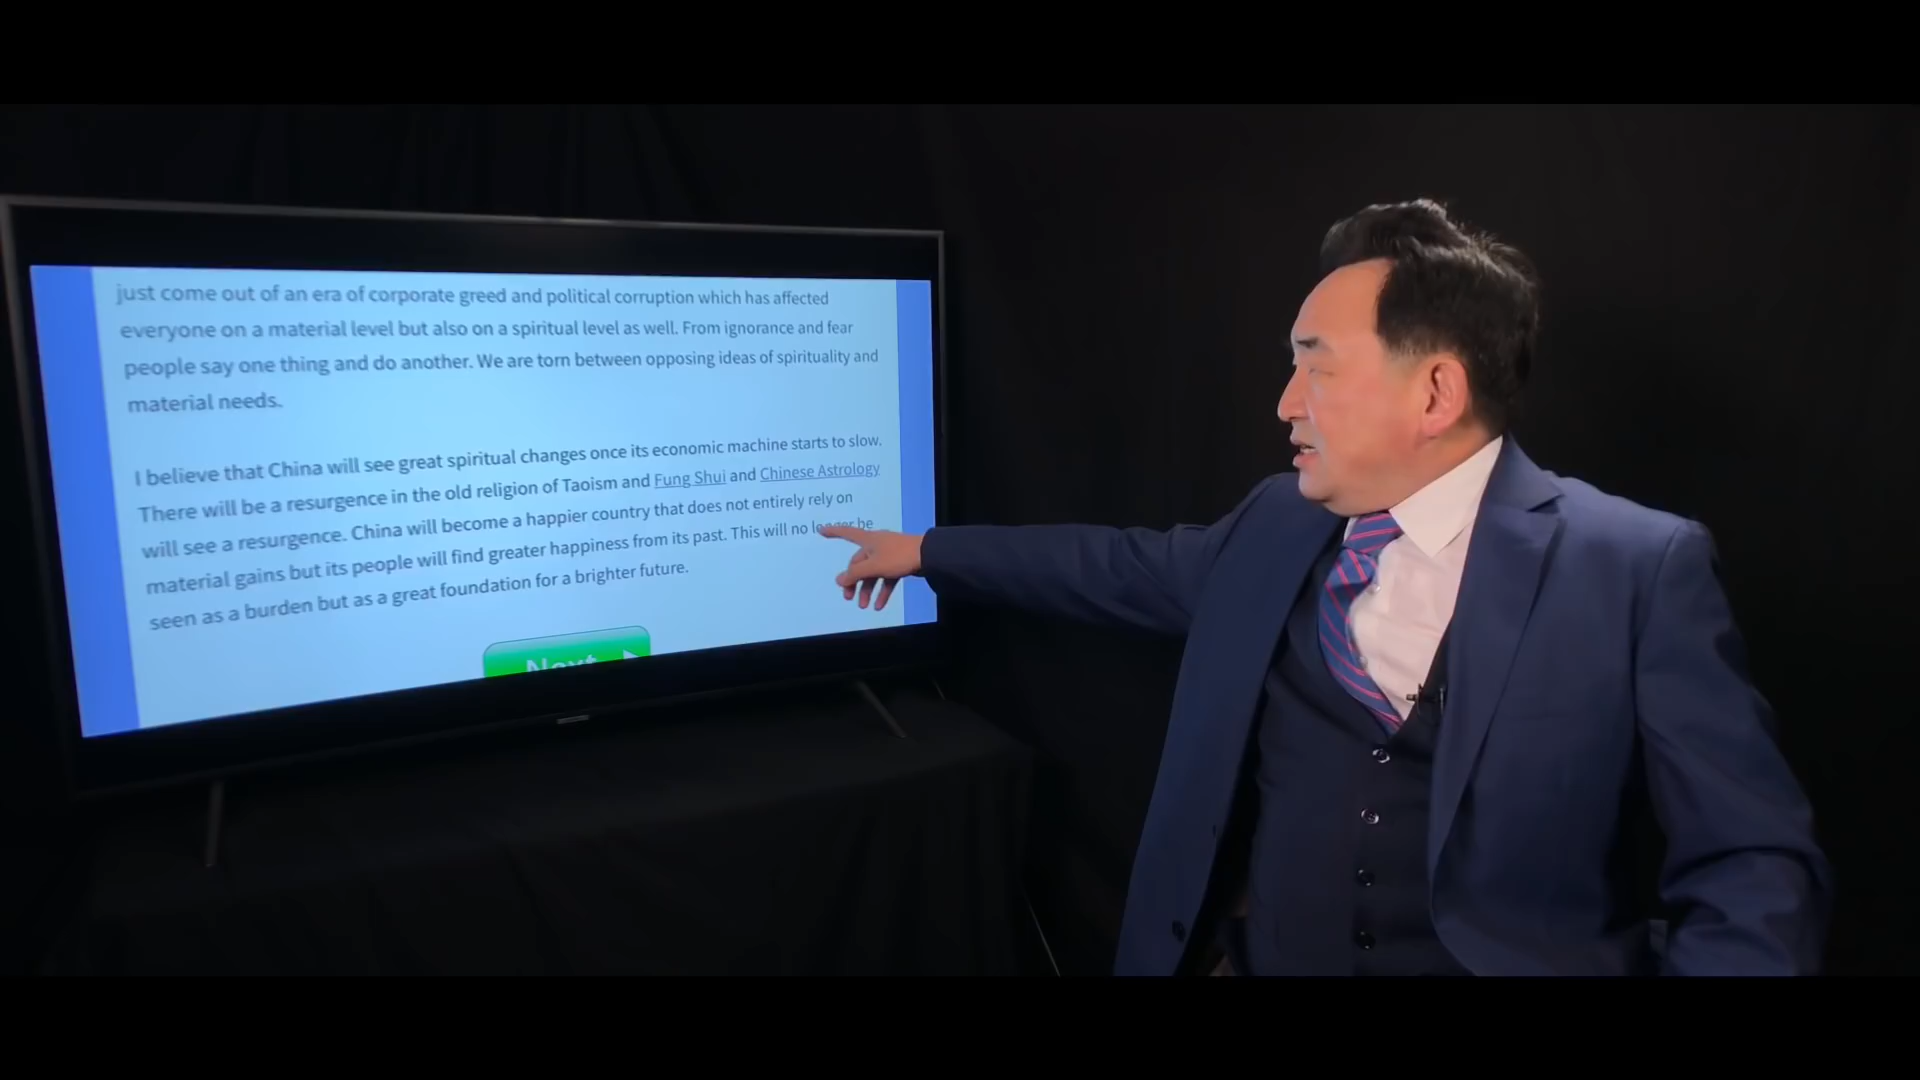 just come out of an era of corporate greed and political corruption which has affected
everyone on a material level but also on a spiritual level as well. From ignorance and fear
people say one thing and do another. We are torn between opposing ideas of spirituality and
material needs.
I believe that China will see great spiritual changes once its economic machine starts to slow.
There will be a resurgence in the old religion of Taoism and Fung Shui and Chinese Astrology
will see a resurgence. China will become a happier country that does not entirely rely on
material gains but its people will find greater happiness from its past. This will no longer be
seen as a burden but as a great foundation for a brighter future.
Next